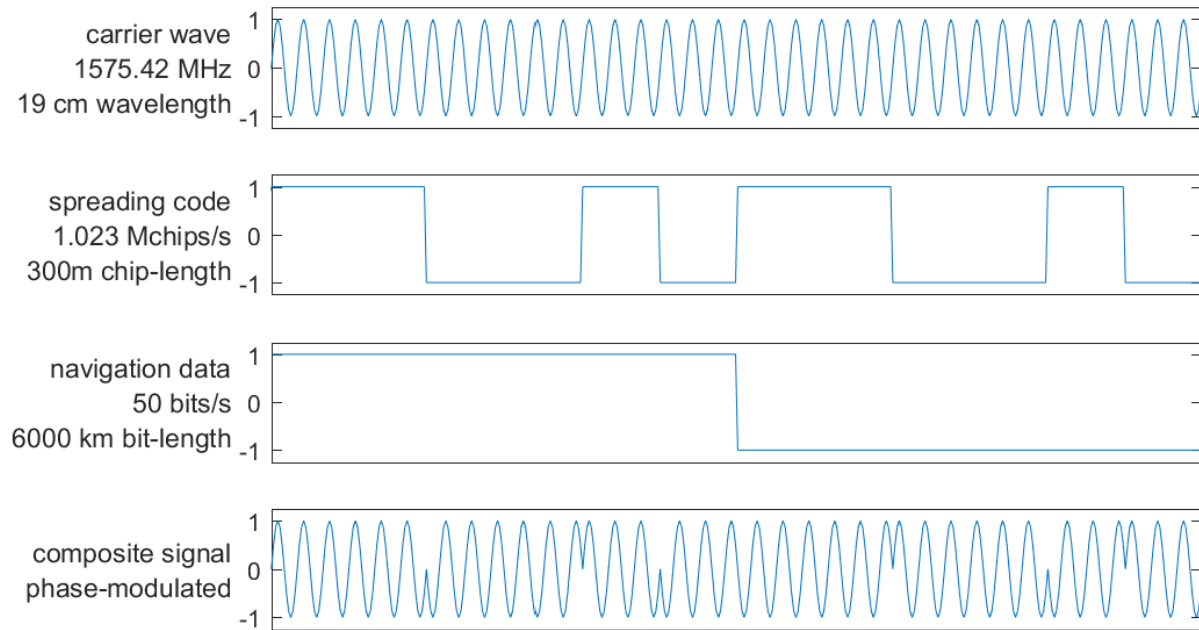 carrier wave
1575.42 MHz
19 cm wavelength
1
0
-1
spreading code
1.023 Mchips/s
300m chip-length
1
0
-1
navigation data
50 bits/s
6000 km bit-length
1
0
-1
composite signal
phase-modulated
1
0
-1